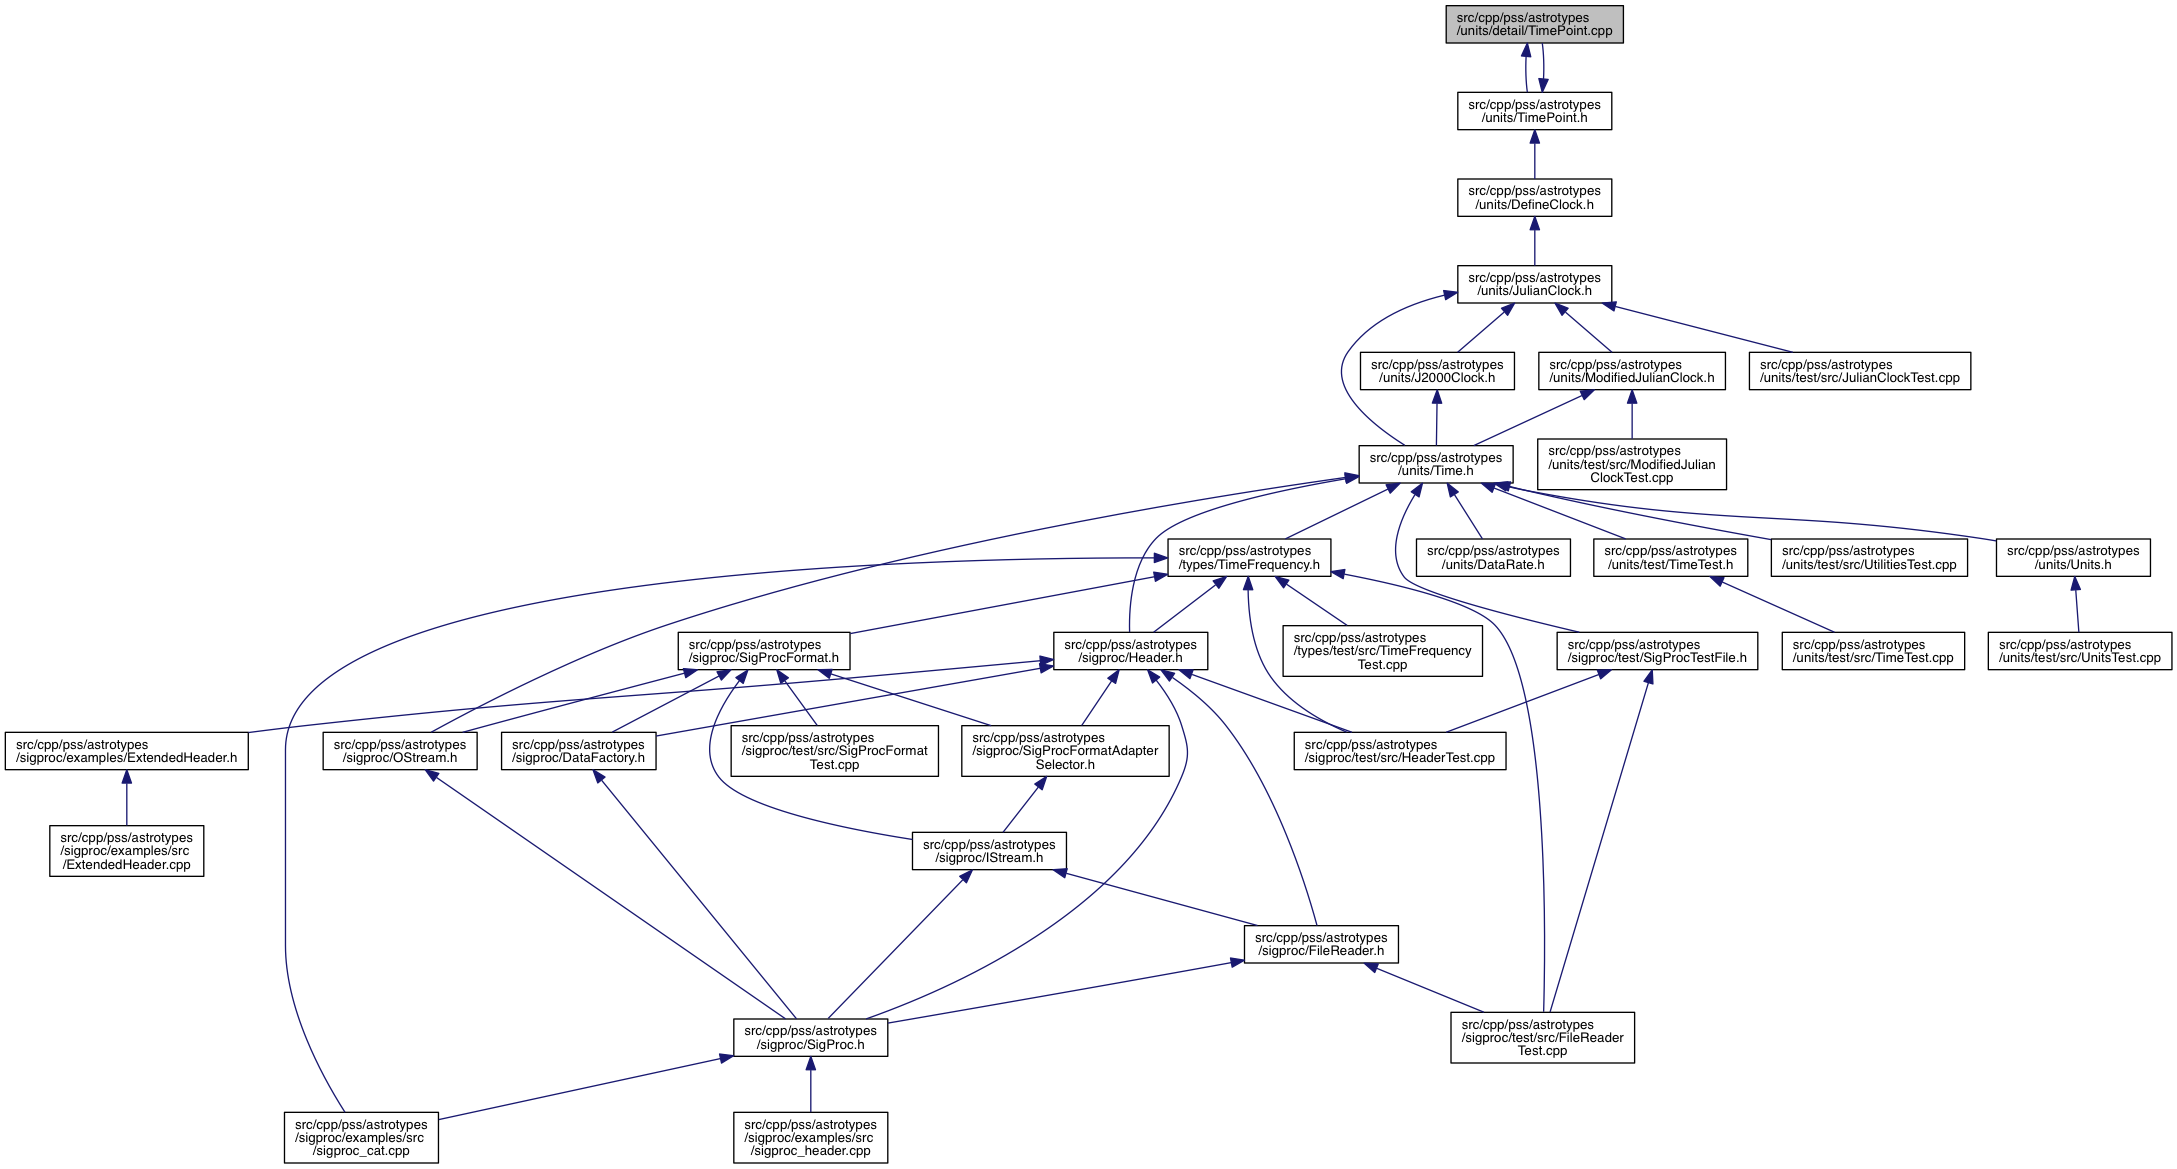 src/cpp/pss/astrotypes
/units/detail/TimePoint.cpp
src/cpp/pss/astrotypes
/units/TimePoint.h
src/cpp/pss/astrotypes
/units/DefineClock.h
src/cpp/pss/astrotypes
/units/JulianClock.h
src/cpp/pss/astrotypes
/units/J2000Clock.h
src/cpp/pss/astrotypes
/units/ModifiedJulianClock.h
src/cpp/pss/astrotypes
/units/test/src/JulianClockTest.cpp
src/cpp/pss/astrotypes
/units/Time.h
src/cpp/pss/astrotypes
/units/test/src/ModifiedJulian
ClockTest.cpp
src/cpp/pss/astrotypes
/types/TimeFrequency.h
src/cpp/pss/astrotypes
/units/DataRate.h
src/cpp/pss/astrotypes
/units/test/TimeTest.h
src/cpp/pss/astrotypes
/units/test/src/UtilitiesTest.cpp
src/cpp/pss/astrotypes
/units/Units.h
src/cpp/pss/astrotypes
/sigproc/SigProcFormat.h
src/cpp/pss/astrotypes
/sigproc/Header.h
src/cpp/pss/astrotypes
/types/test/src/TimeFrequency
Test.cpp
src/cpp/pss/astrotypes
/sigproc/test/SigProcTestFile.h
src/cpp/pss/astrotypes
/units/test/src/TimeTest.cpp
src/cpp/pss/astrotypes
/units/test/src/UnitsTest.cpp
src/cpp/pss/astrotypes
/sigproc/examples/ExtendedHeader.h
src/cpp/pss/astrotypes
/sigproc/OStream.h
src/cpp/pss/astrotypes
/sigproc/DataFactory.h
src/cpp/pss/astrotypes
/sigproc/test/src/SigProcFormat
Test.cpp
src/cpp/pss/astrotypes
/sigproc/SigProcFormatAdapter
Selector.h
src/cpp/pss/astrotypes
/sigproc/test/src/HeaderTest.cpp
src/cpp/pss/astrotypes
/sigproc/examples/src
/ExtendedHeader.cpp
src/cpp/pss/astrotypes
/sigproc/IStream.h
src/cpp/pss/astrotypes
/sigproc/FileReader.h
src/cpp/pss/astrotypes
/sigproc/SigProc.h
src/cpp/pss/astrotypes
/sigproc/test/src/FileReader
Test.cpp
src/cpp/pss/astrotypes
/sigproc/examples/src
/sigproc_cat.cpp
src/cpp/pss/astrotypes
/sigproc/examples/src
/sigproc_header.cpp